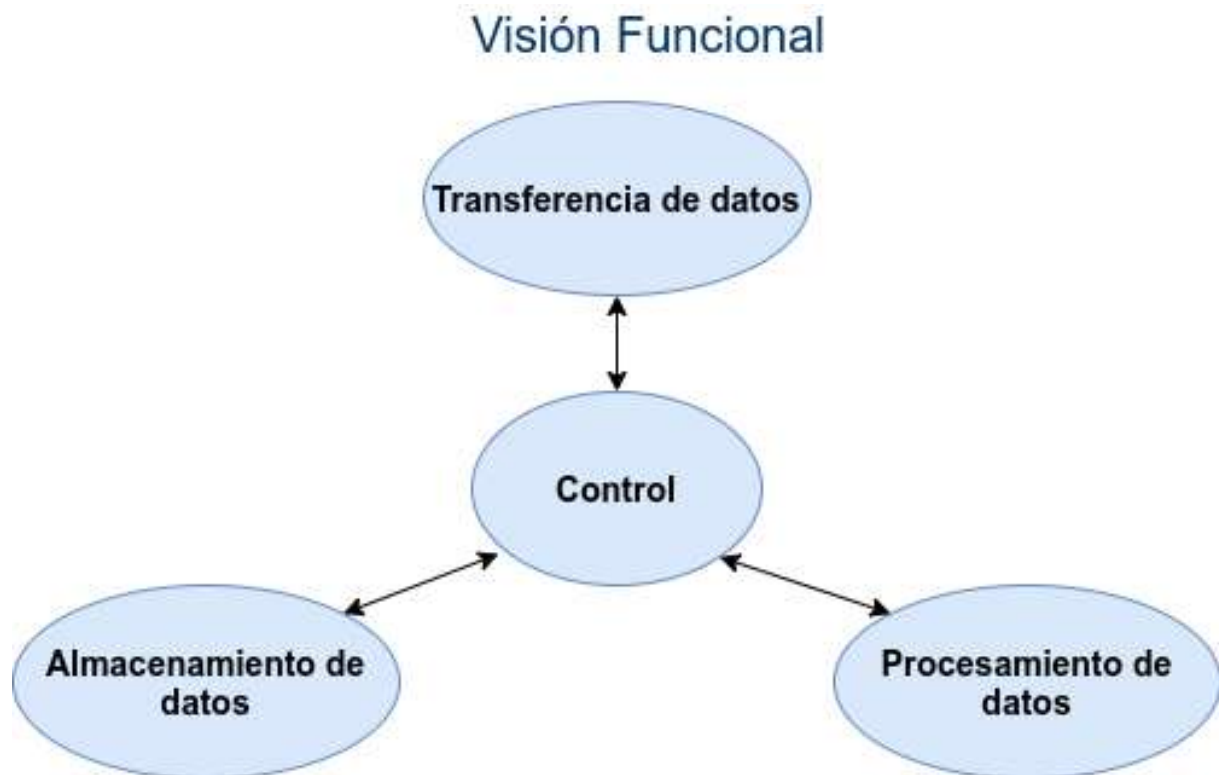 Visión Funcional
Transferencia de datos
Control
Almacenamiento de
datos
Procesamiento de
datos